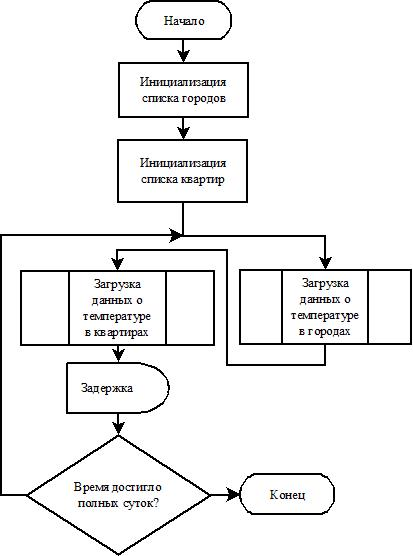 Начало
Инициализация
списка городов
Инициализация
списка квартир
Загрузка
данных о
температуре
в квартирах
Загрузка
данных о
температуре
в городах
Задержка
Время достигло
полных суток?
Конец